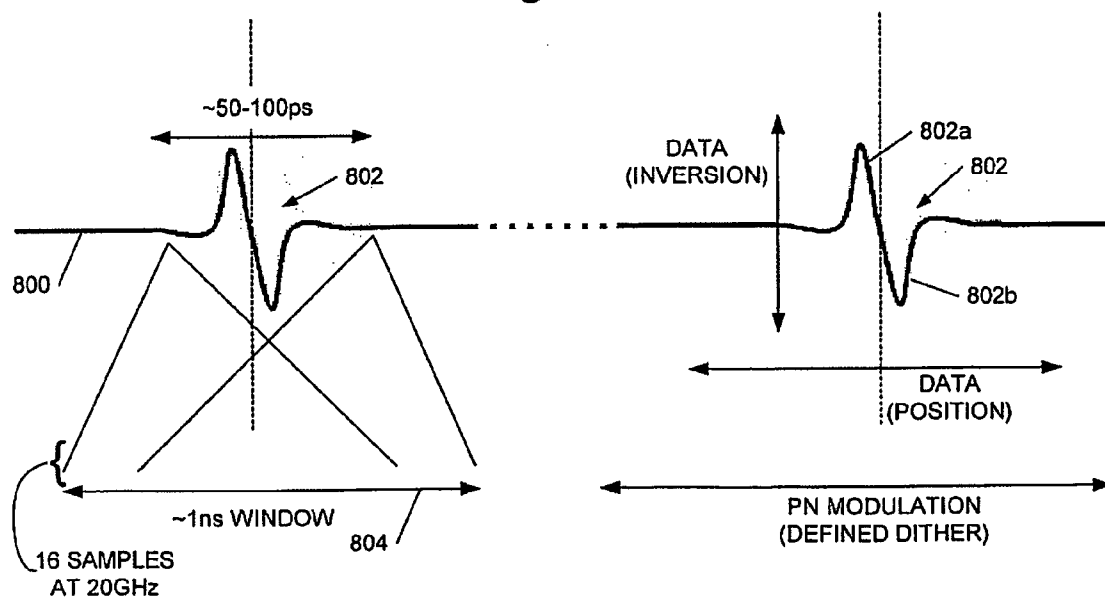 ~50-100ps
802
800
DATA
(INVERSION)
802a
802
802b
DATA
(POSITION)
~1ns WINDOW
804
16 SAMPLES
AT 20GHz
PN MODULATION
(DEFINED DITHER)